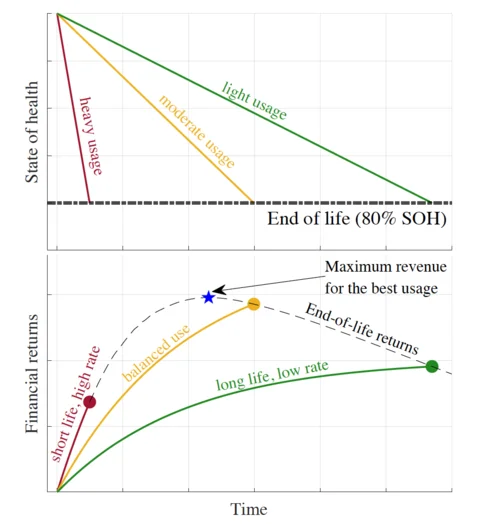 State of health
heavy usage
moderate usage
light usage
End of life (80% SOH)
Financial returns
short life, high rate
balanced use
long life, low rate
Maximum revenue
for the best usage
End-of-life returns
Time